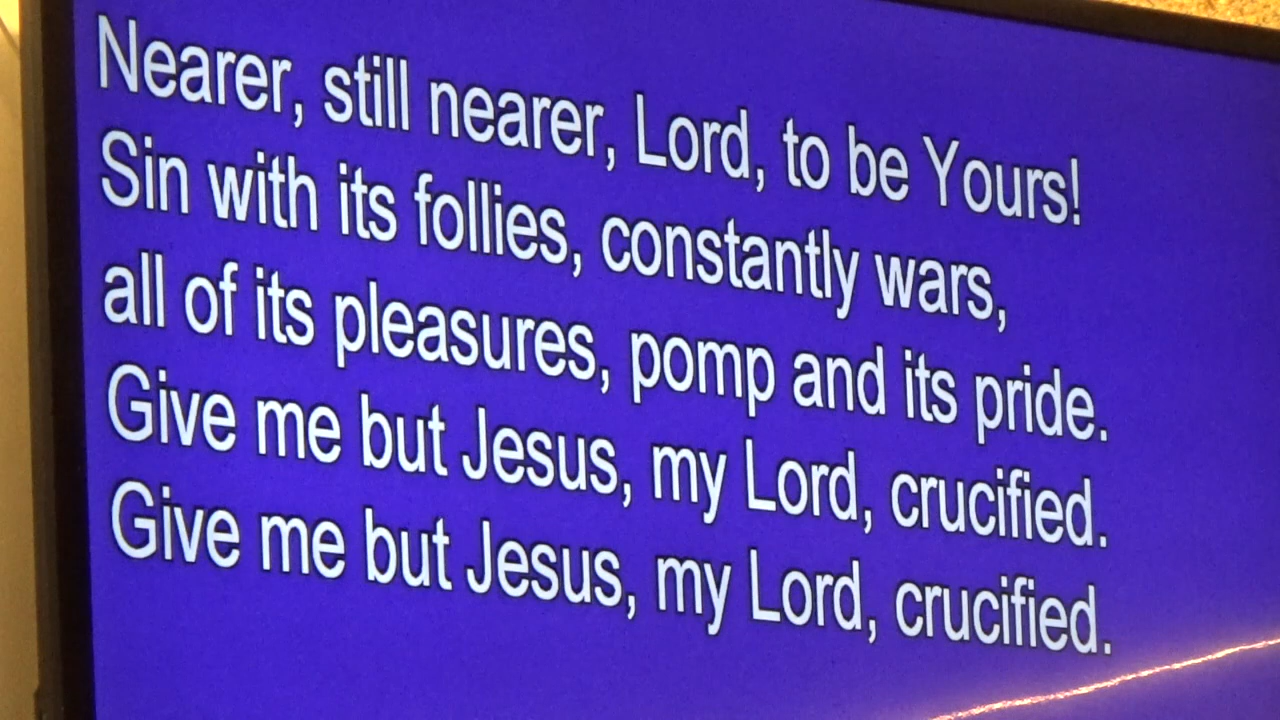 Nearer, still nearer, Lord, to be Yours!
Sin with its follies, constantly wars,
all of its pleasures, pomp and its pride.
Give me but Jesus, my Lord, crucified.
Give me but Jesus, my Lord, crucified.